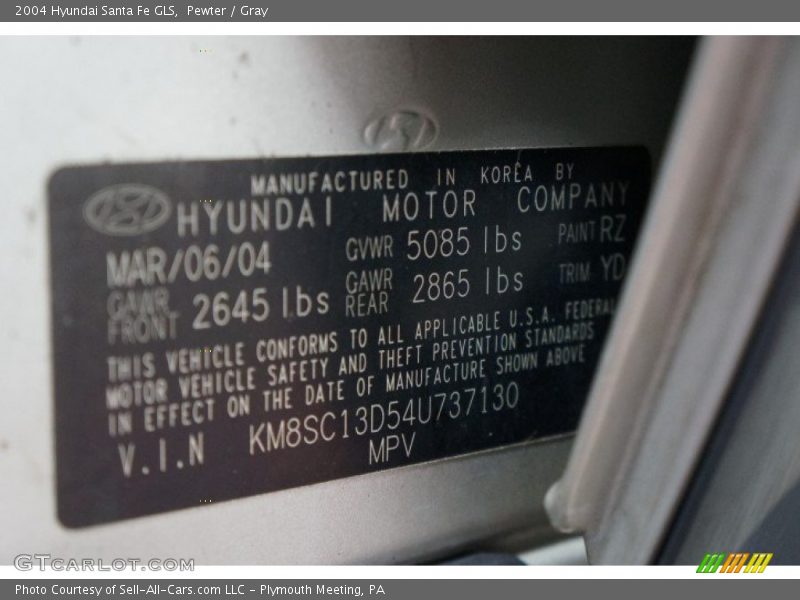 2004 Hyundai Santa Fe GLS, Pewter / Gray
MANUFACTURED IN KOREA BY
HYUNDAI MOTOR COMPANY
MAR/06/04 GVWR 5085 lbs PAINT RZ
GAWR FRONT 2645 lbs GAWR REAR 2865 lbs TRIM YD
THIS VEHICLE CONFORMS TO ALL APPLICABLE U.S.A. FEDERAL
MOTOR VEHICLE SAFETY AND THEFT PREVENTION STANDARDS
IN EFFECT ON THE DATE OF MANUFACTURE SHOWN ABOVE
V.I.N KM8SC13D54U737130
MPV
GTcarlot.com
Photo Courtesy of Sell-All-Cars.com LLC - Plymouth Meeting, PA